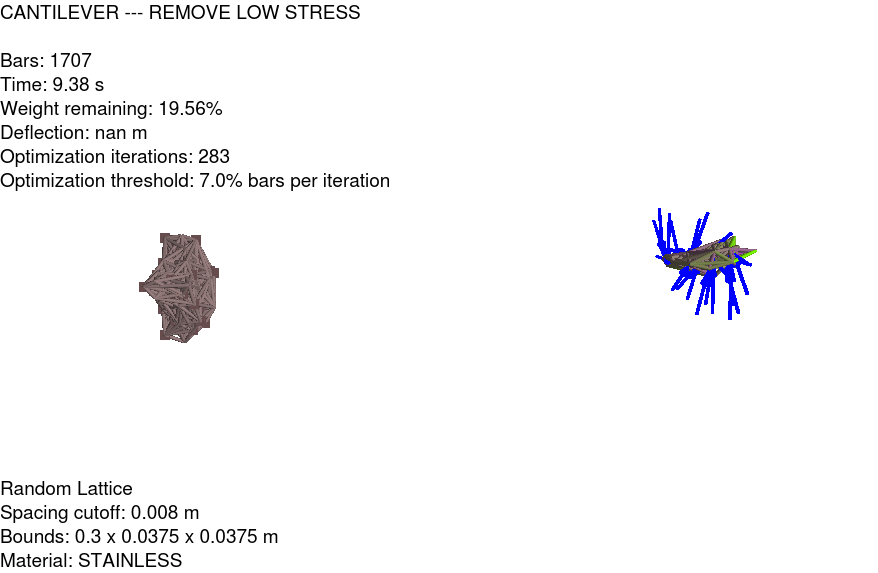 CANTILEVER --- REMOVE LOW STRESS
Bars: 1707
Time: 9.38 s
Weight remaining: 19.56%
Deflection: nan m
Optimization iterations: 283
Optimization threshold: 7.0% bars per iteration
Random Lattice
Spacing cutoff: 0.008 m
Bounds: 0.3 x 0.0375 x 0.0375 m
Material: STAINLESS